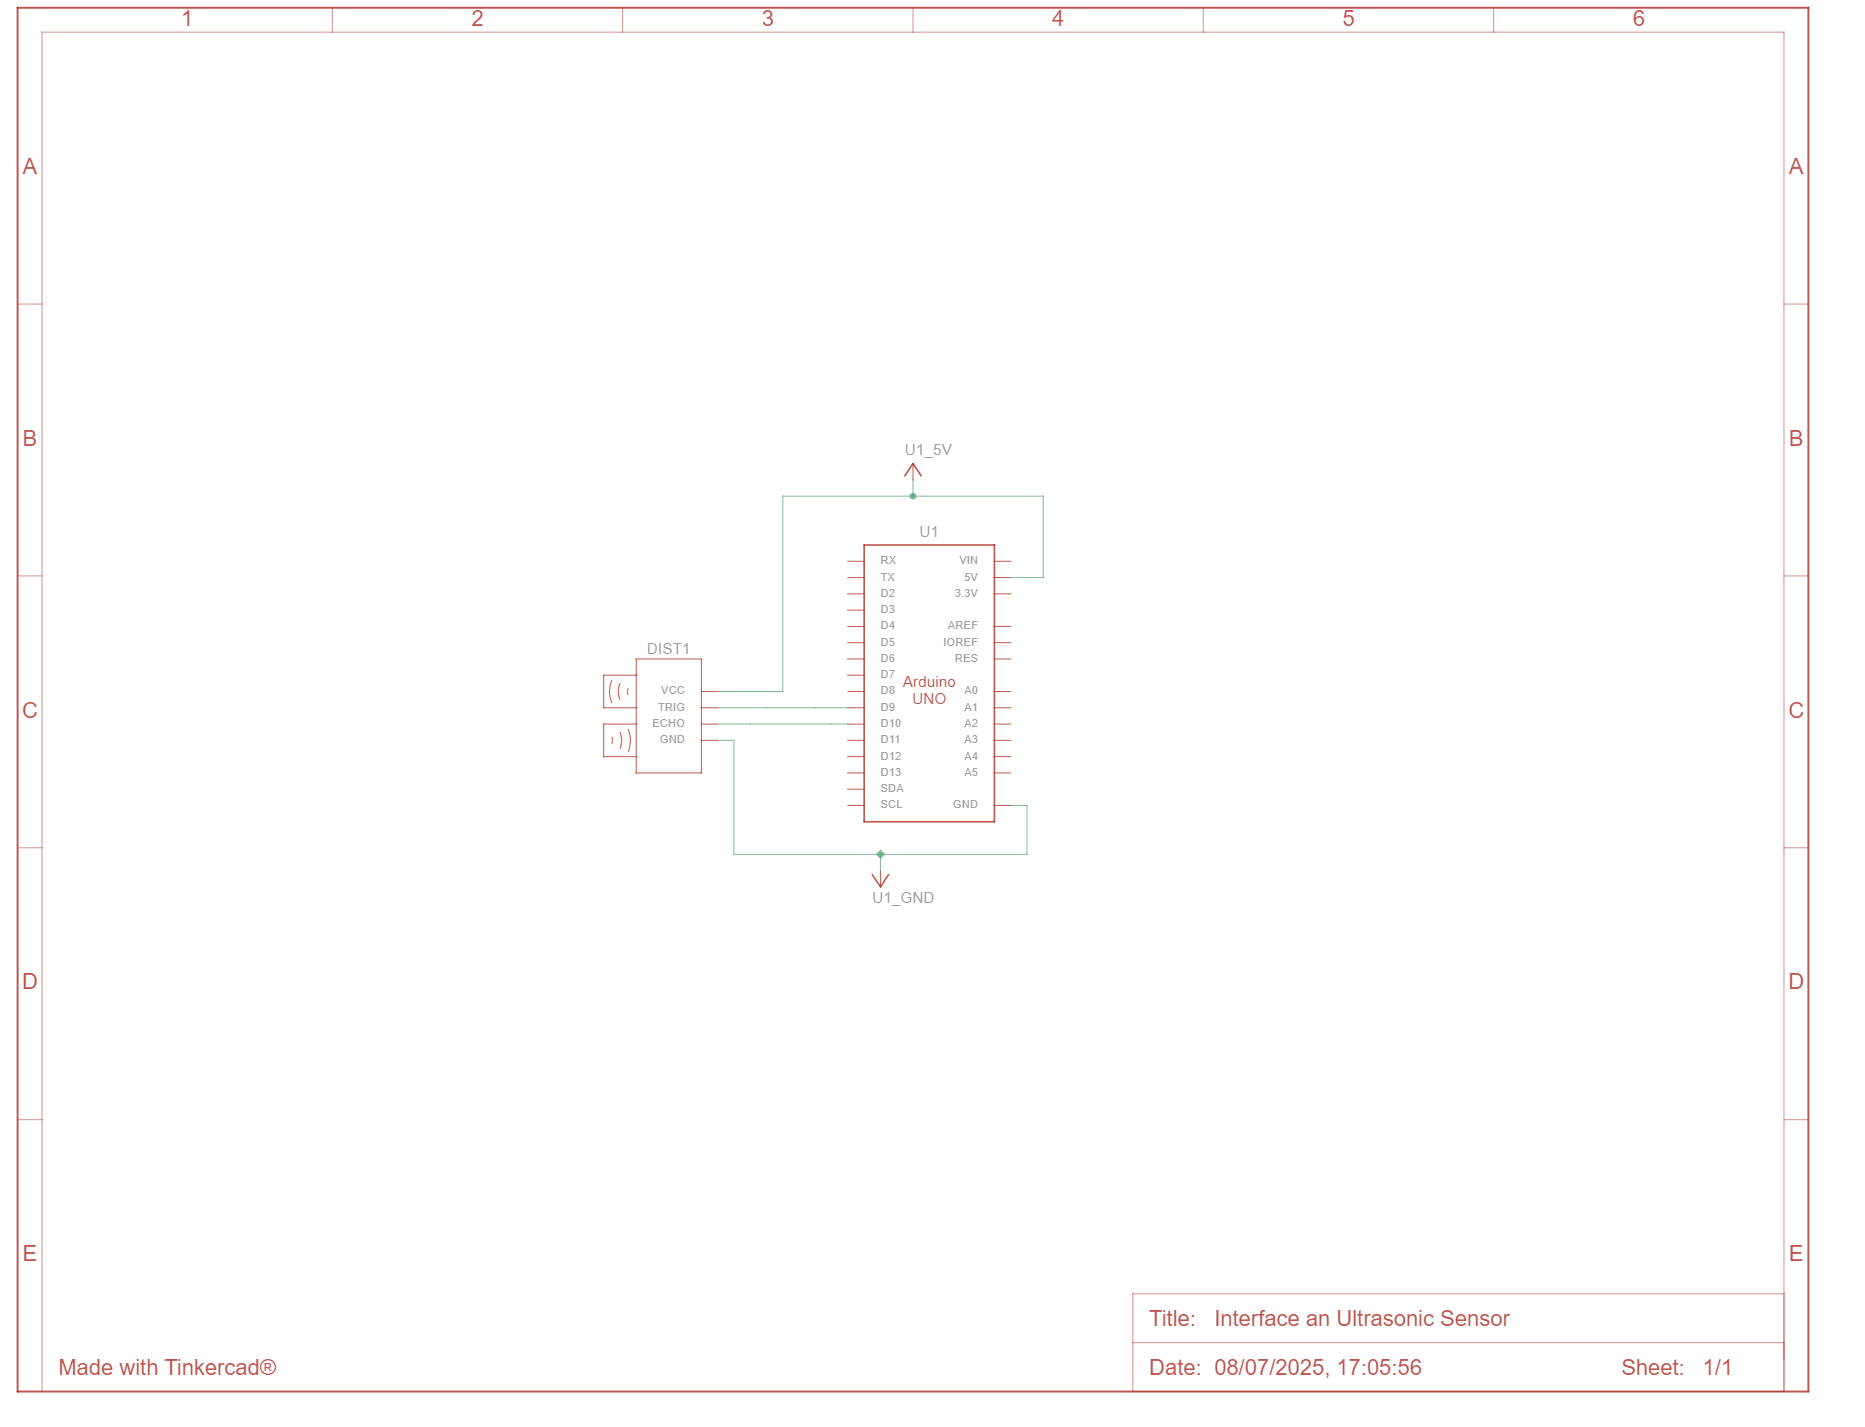 1 2 3 4 5 6
A A
B B
U1_5V
U1
RX VIN
TX 5V
D2 3.3V
D3
D4 AREF
D5 IOREF
D6 RES
D7
Arduino
UNO
D8 A0
D9 A1
D10 A2
D11 A3
D12 A4
D13 A5
SDA
SCL GND
DIST1
VCC
TRIG
ECHO
GND
C C
U1_GND
D D
E E
Title: Interface an Ultrasonic Sensor
Made with Tinkercad®
Date: 08/07/2025, 17:05:56 Sheet: 1/1